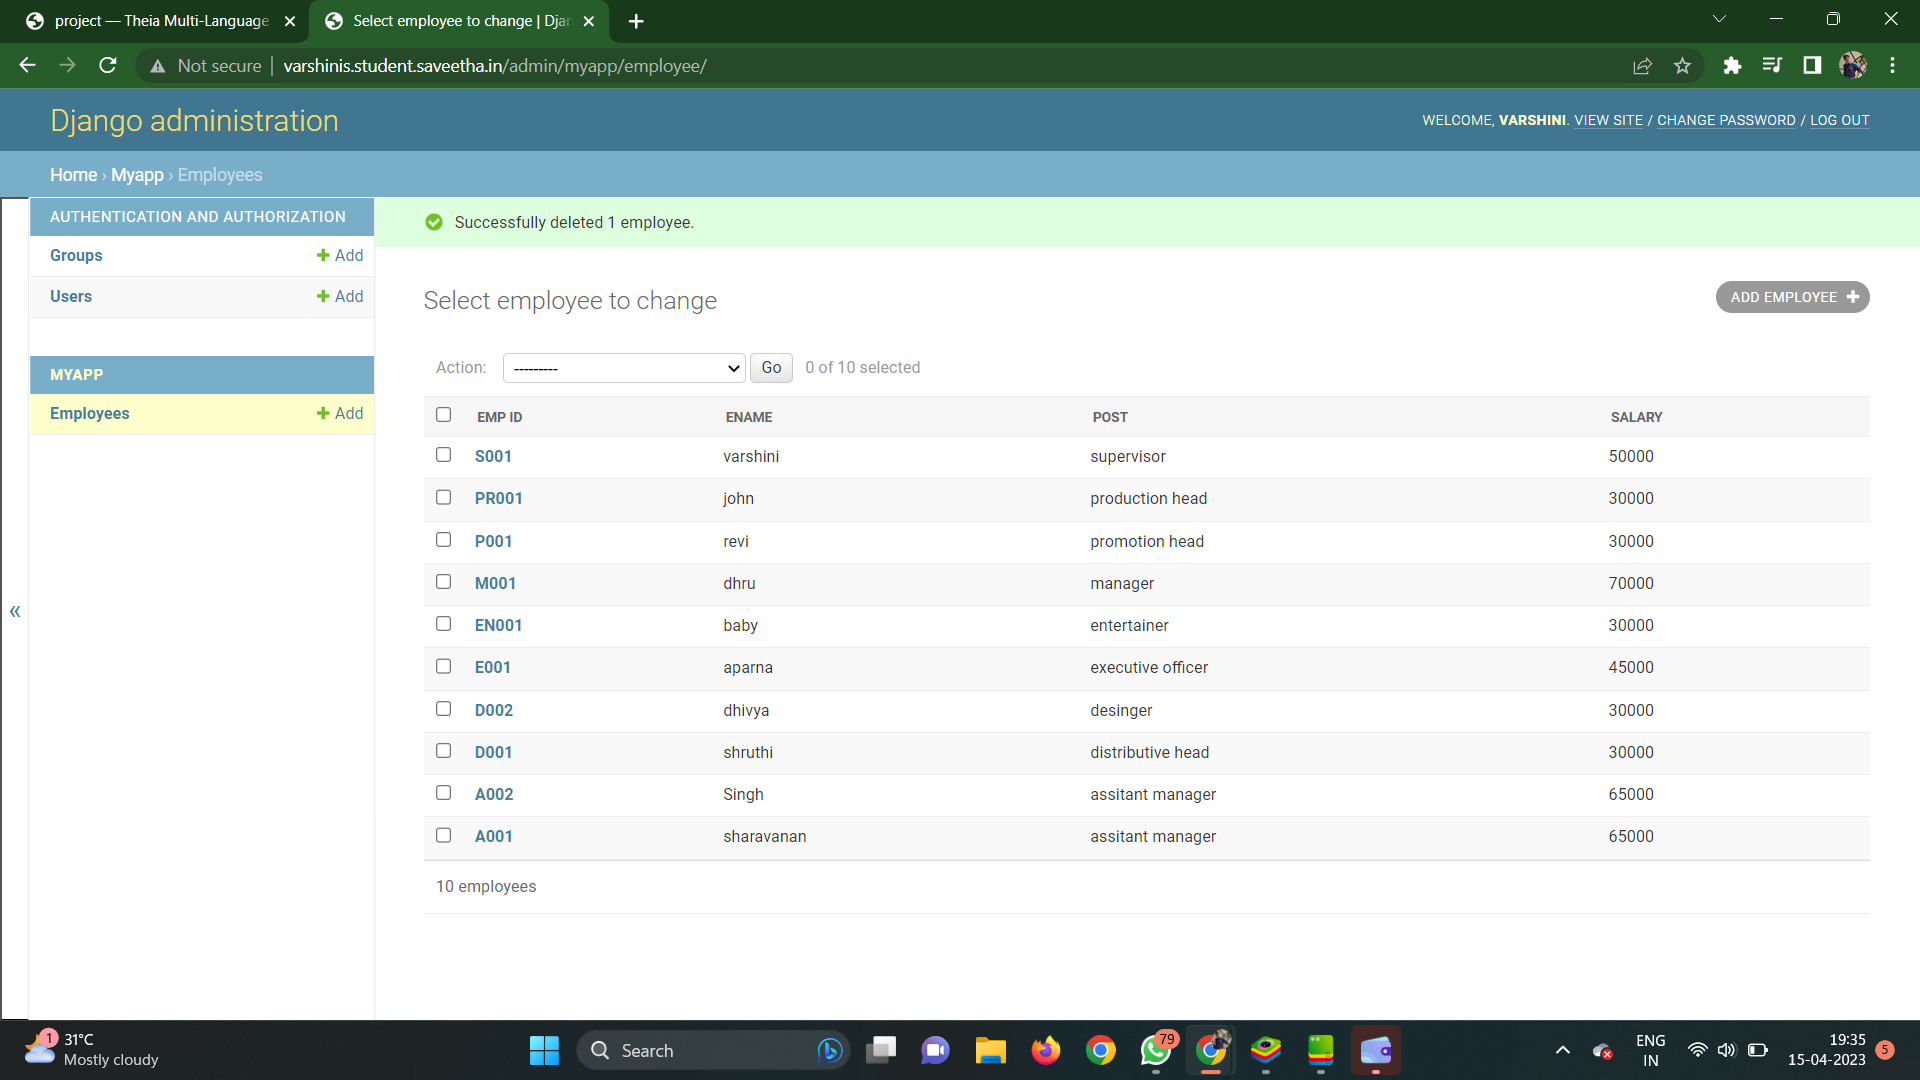 project — Theia Multi-Language
Select employee to change | Djan
Not secure | varshinis.student.saveetha.in/admin/myapp/employee/
Django administration
WELCOME, VARSHINI. VIEW SITE / CHANGE PASSWORD / LOG OUT
Home › Myapp › Employees
AUTHENTICATION AND AUTHORIZATION
Groups + Add
Users + Add
MYAPP
Employees + Add
«
Successfully deleted 1 employee.
Select employee to change
ADD EMPLOYEE +
Action: --------- Go 0 of 10 selected
EMP ID ENAME POST SALARY
S001 varshini supervisor 50000
PR001 john production head 30000
P001 revi promotion head 30000
M001 dhru manager 70000
EN001 baby entertainer 30000
E001 aparna executive officer 45000
D002 dhivya desinger 30000
D001 shruthi distributive head 30000
A002 Singh assitant manager 65000
A001 sharavanan assitant manager 65000
10 employees
1
31°C
Mostly cloudy
Search
79
ENG
IN
19:35
15-04-2023
5